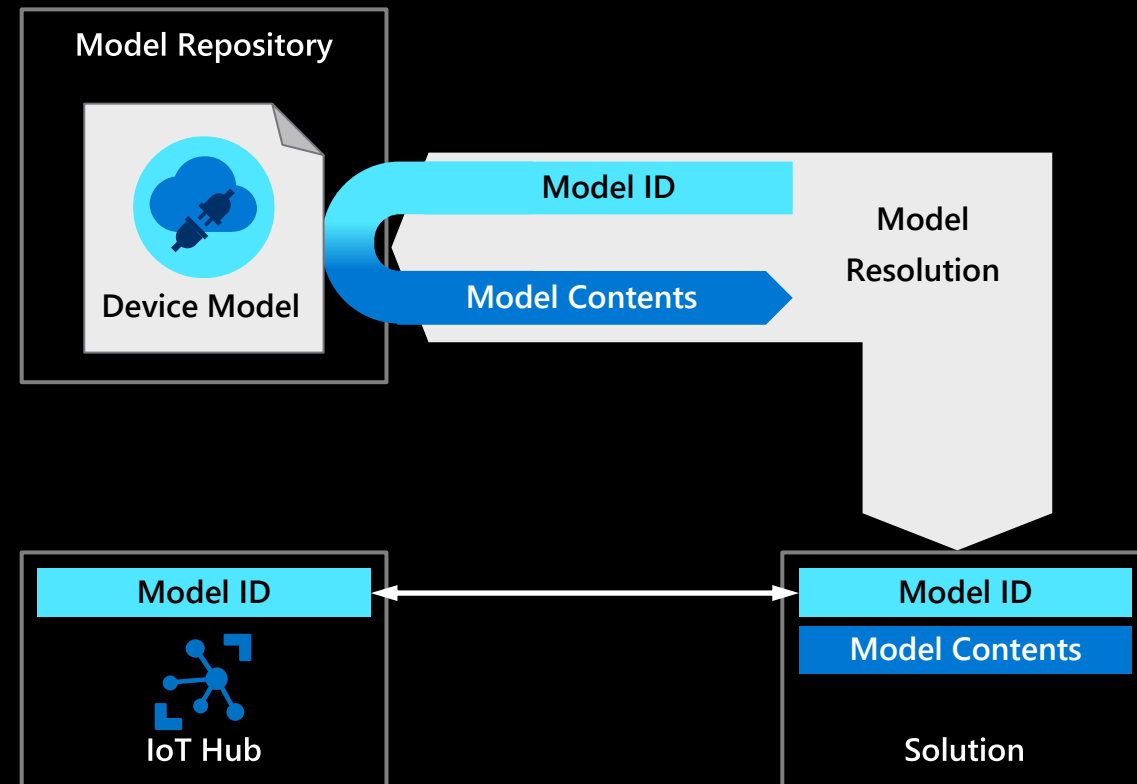 Model Repository
Device Model
Model ID
Model Contents
Model
Resolution
Model ID
IoT Hub
Model ID
Model Contents
Solution